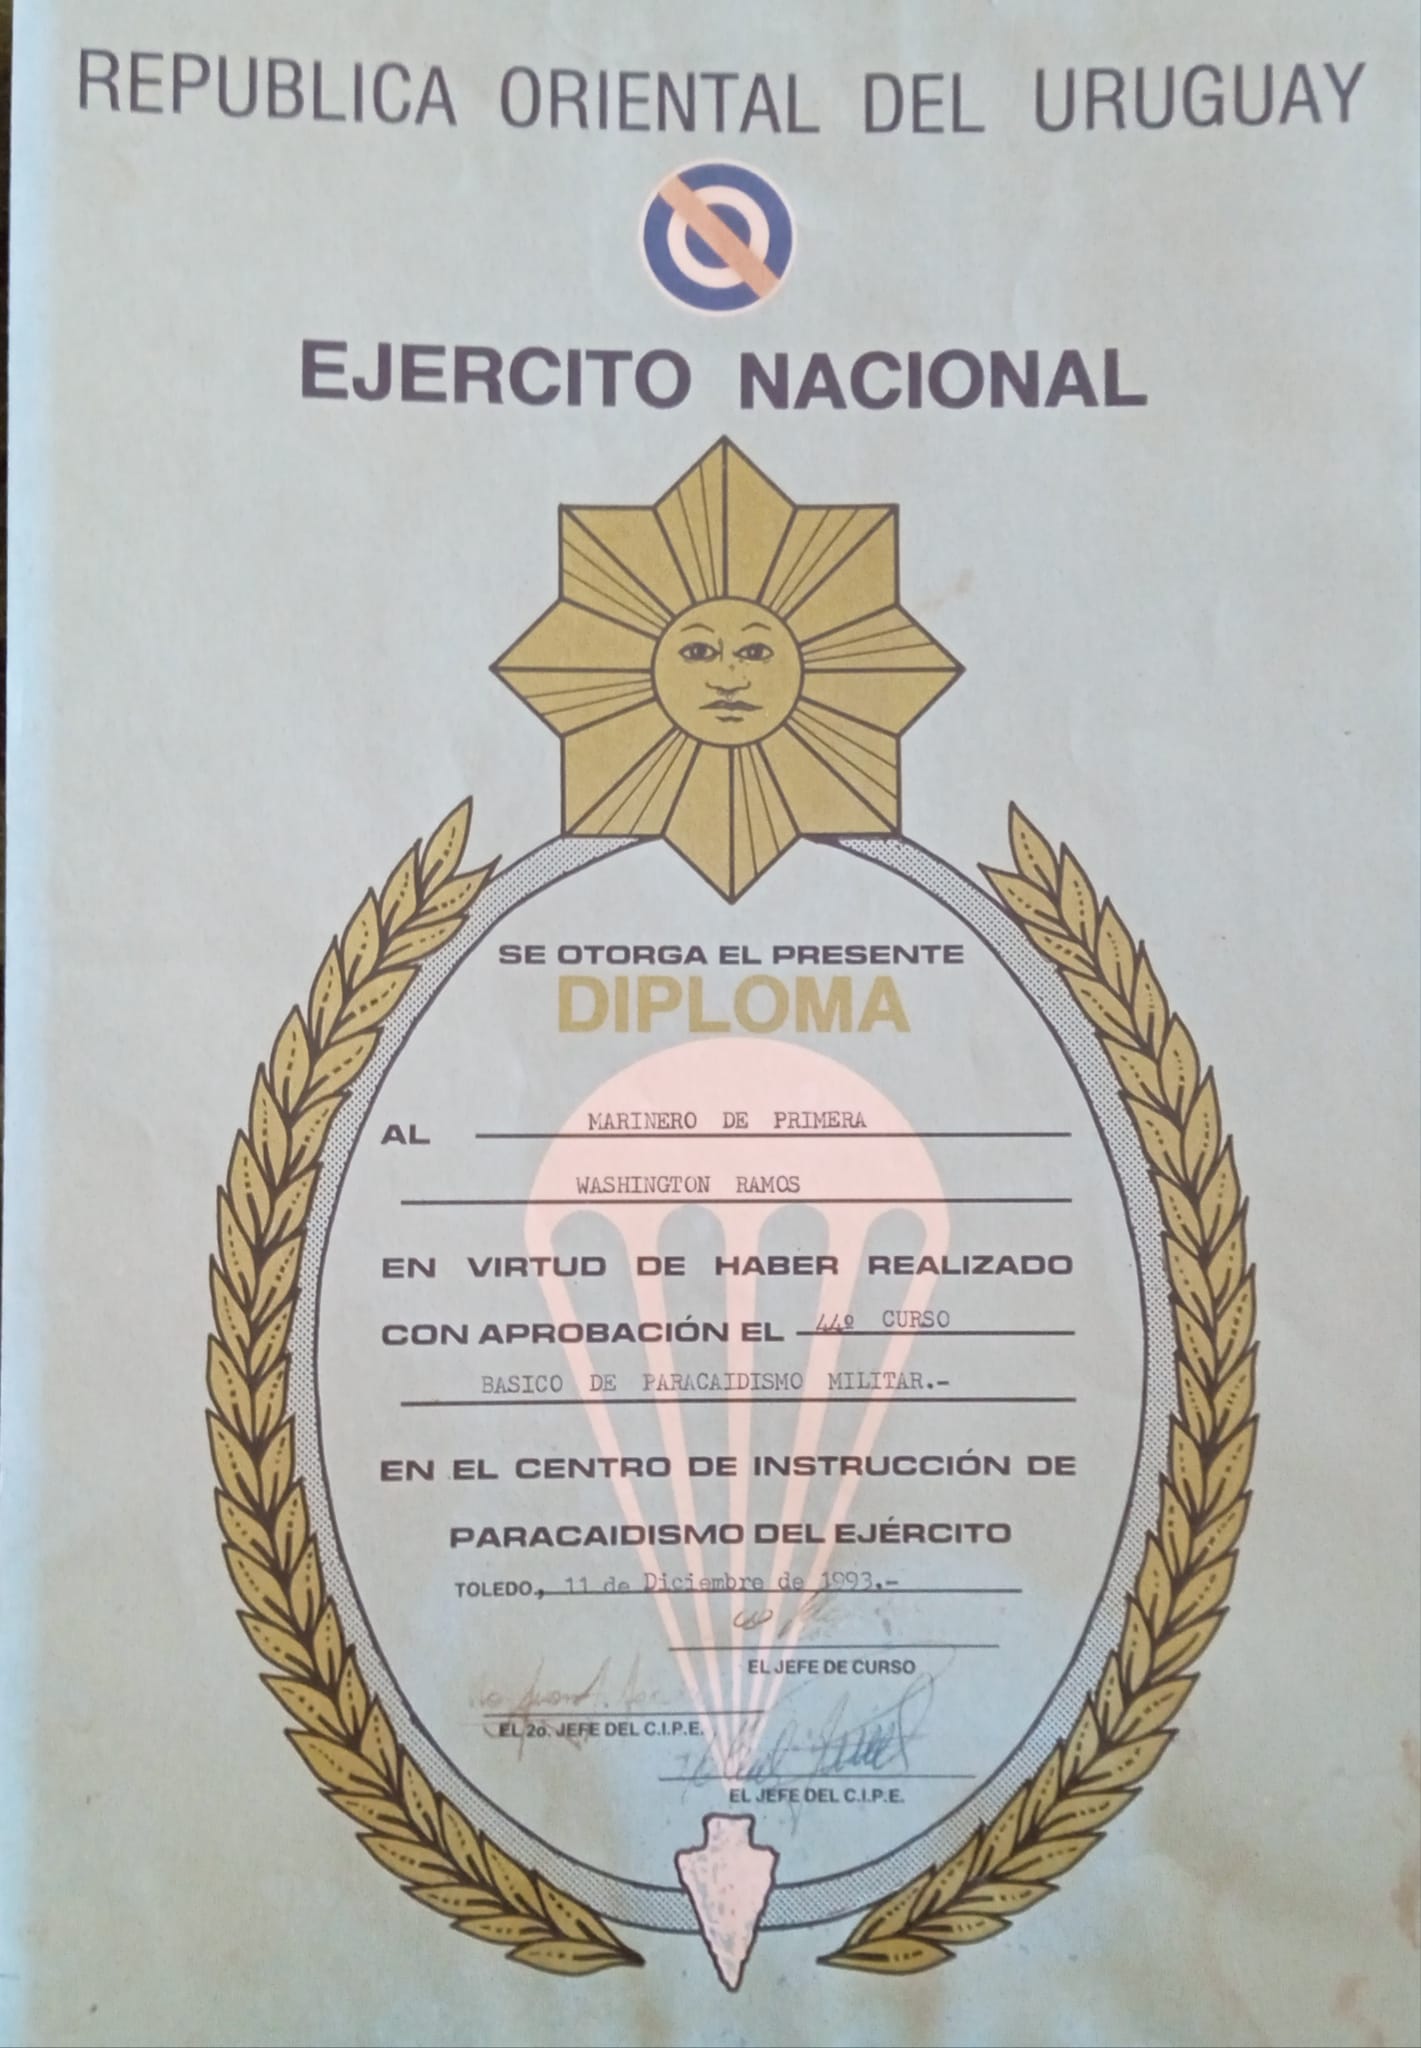 REPUBLICA ORIENTAL DEL URUGUAY
EJERCITO NACIONAL
SE OTORGA EL PRESENTE
DIPLOMA
AL MARINERO DE PRIMERA
WASHINGTON RAMOS
EN VIRTUD DE HABER REALIZADO
CON APROBACIÓN EL 44º CURSO
BASICO DE PARACAIDISMO MILITAR.-
EN EL CENTRO DE INSTRUCCIÓN DE
PARACAIDISMO DEL EJÉRCITO
TOLEDO, 11 de Diciembre de 1993.-
EL JEFE DE CURSO
EL 2o. JEFE DEL C.I.P.E.
EL JEFE DEL C.I.P.E.